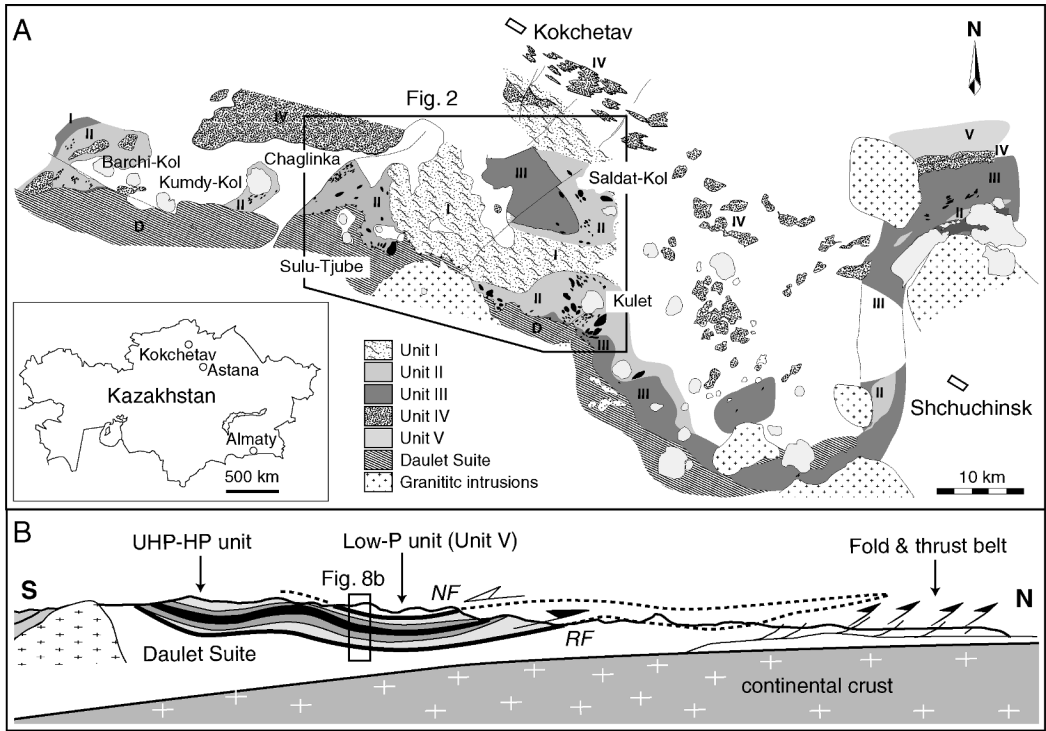 A
Kokchetav
N
IV
Fig. 2
I
II
IV
V
Chaglinka
IV
Barchi-Kol
III
Saldat-Kol
III
Kumdy-Kol
II
II
I
II
IV
II
D
I
Sulu-Tjube
II
Kulet
III
D
III
Kokchetav
Astana
Kazakhstan
Almaty
500 km
Unit I
Unit II
Unit III
Unit IV
Unit V
Daulet Suite
Granititc intrusions
III
II
Shchuchinsk
10 km
B
UHP-HP unit
Low-P unit (Unit V)
Fold & thrust belt
Fig. 8b
S
NF
N
RF
Daulet Suite
continental crust